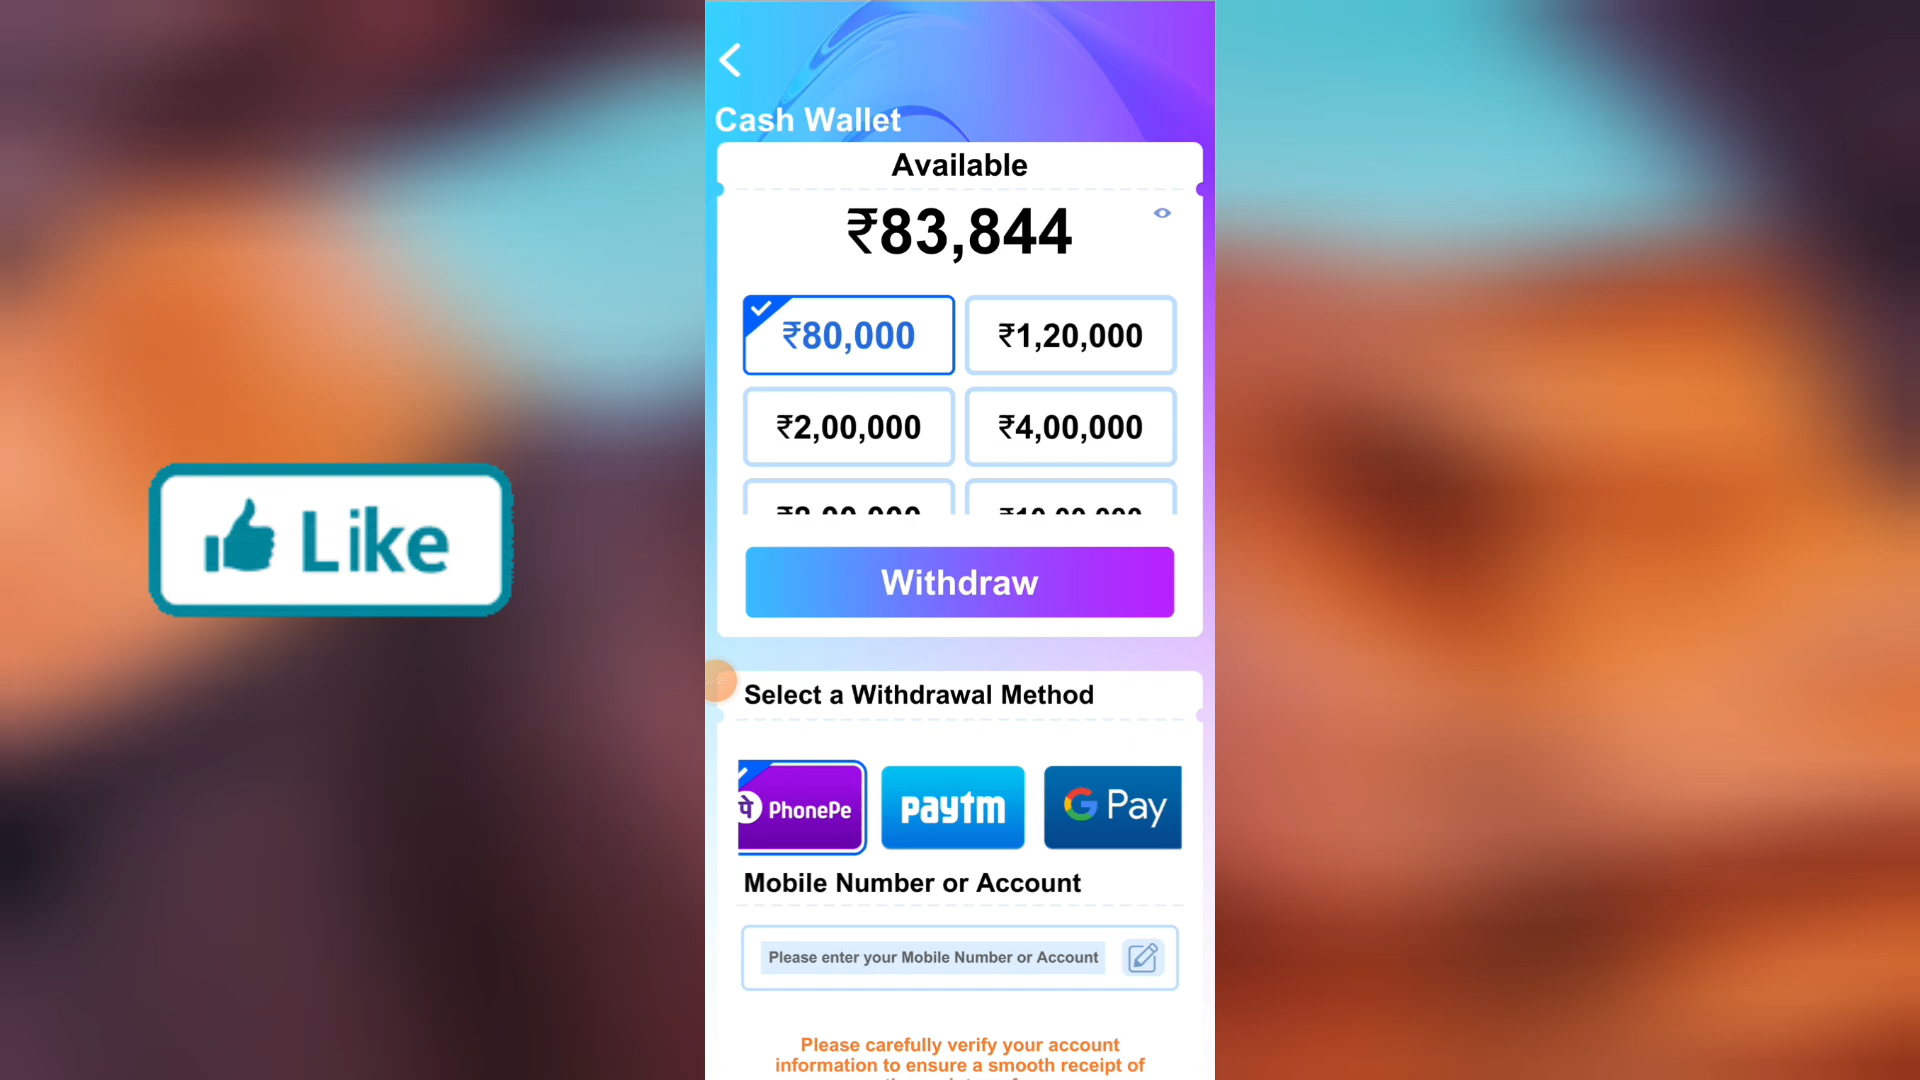 Cash Wallet
Available
₹83,844
₹80,000
₹1,20,000
₹2,00,000
₹4,00,000
Like
Withdraw
Select a Withdrawal Method
पे PhonePe
paytm
G Pay
Mobile Number or Account
Please enter your Mobile Number or Account
Please carefully verify your account
information to ensure a smooth receipt of